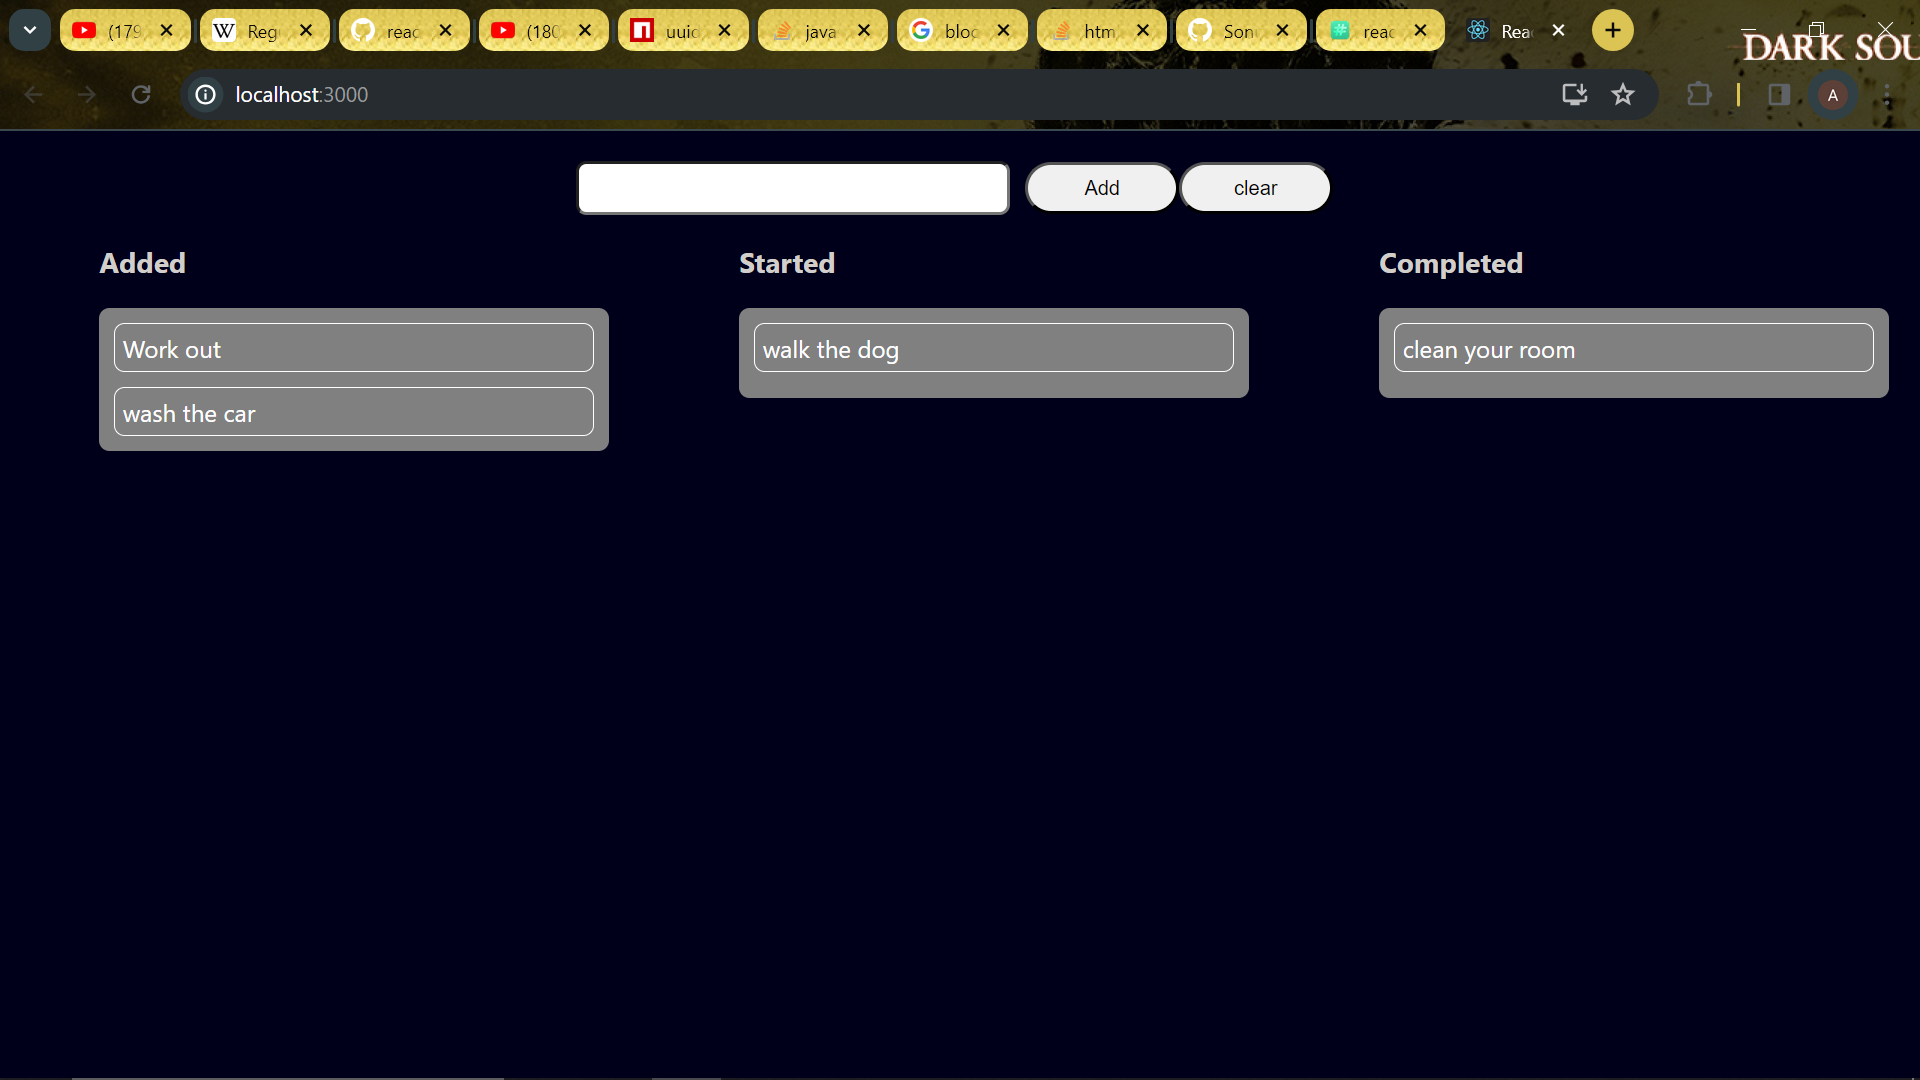 (179
Reg
reac
(180
uuid
java
bloc
htm
Son
reac
Rea
DARK SOU
localhost:3000
A
Add
clear
Added
Started
Completed
Work out
walk the dog
clean your room
wash the car